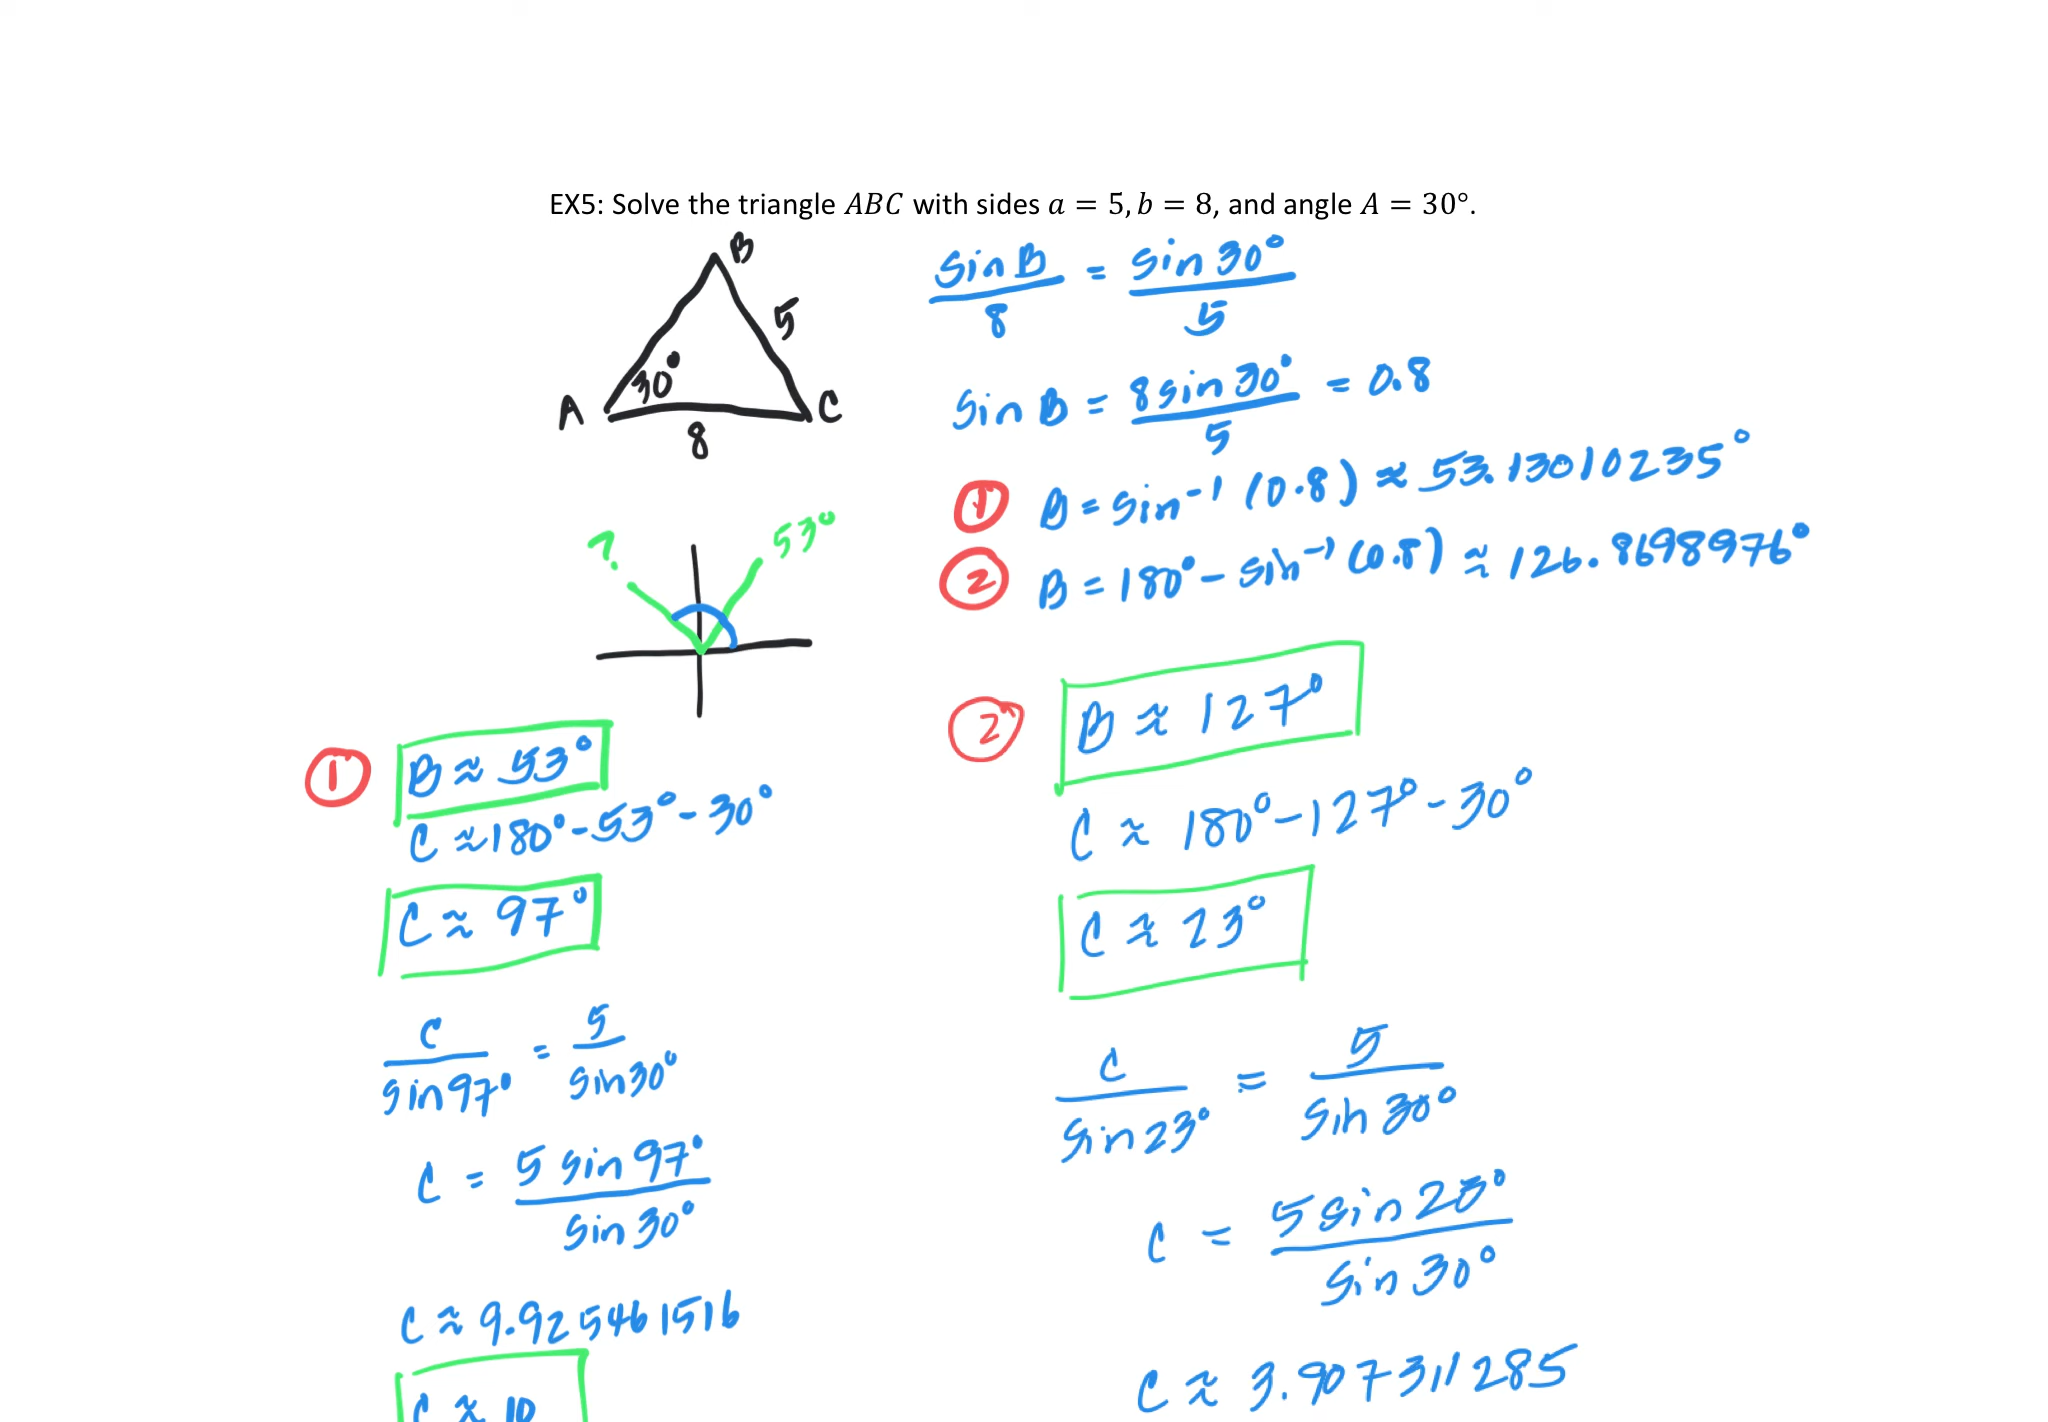 EX5: Solve the triangle ABC with sides a = 5, b = 8, and angle A = 30°.
B
5
30°
A
C
8
sin B / 8 = sin 30° / 5
sin B = 8 sin 30° / 5 = 0.8
① B = sin⁻¹ (0.8) ≈ 53.13010235°
② B = 180° - sin⁻¹ (0.8) ≈ 126.8698976°
?
53°
① B ≈ 53°
C ≈ 180° - 53° - 30°
C ≈ 97°
c / sin 97° = 5 / sin 30°
c = 5 sin 97° / sin 30°
c ≈ 9.925461516
c ≈ 10
② B ≈ 127°
C ≈ 180° - 127° - 30°
C ≈ 23°
c / sin 23° = 5 / sin 30°
c = 5 sin 23° / sin 30°
c ≈ 3.907311285